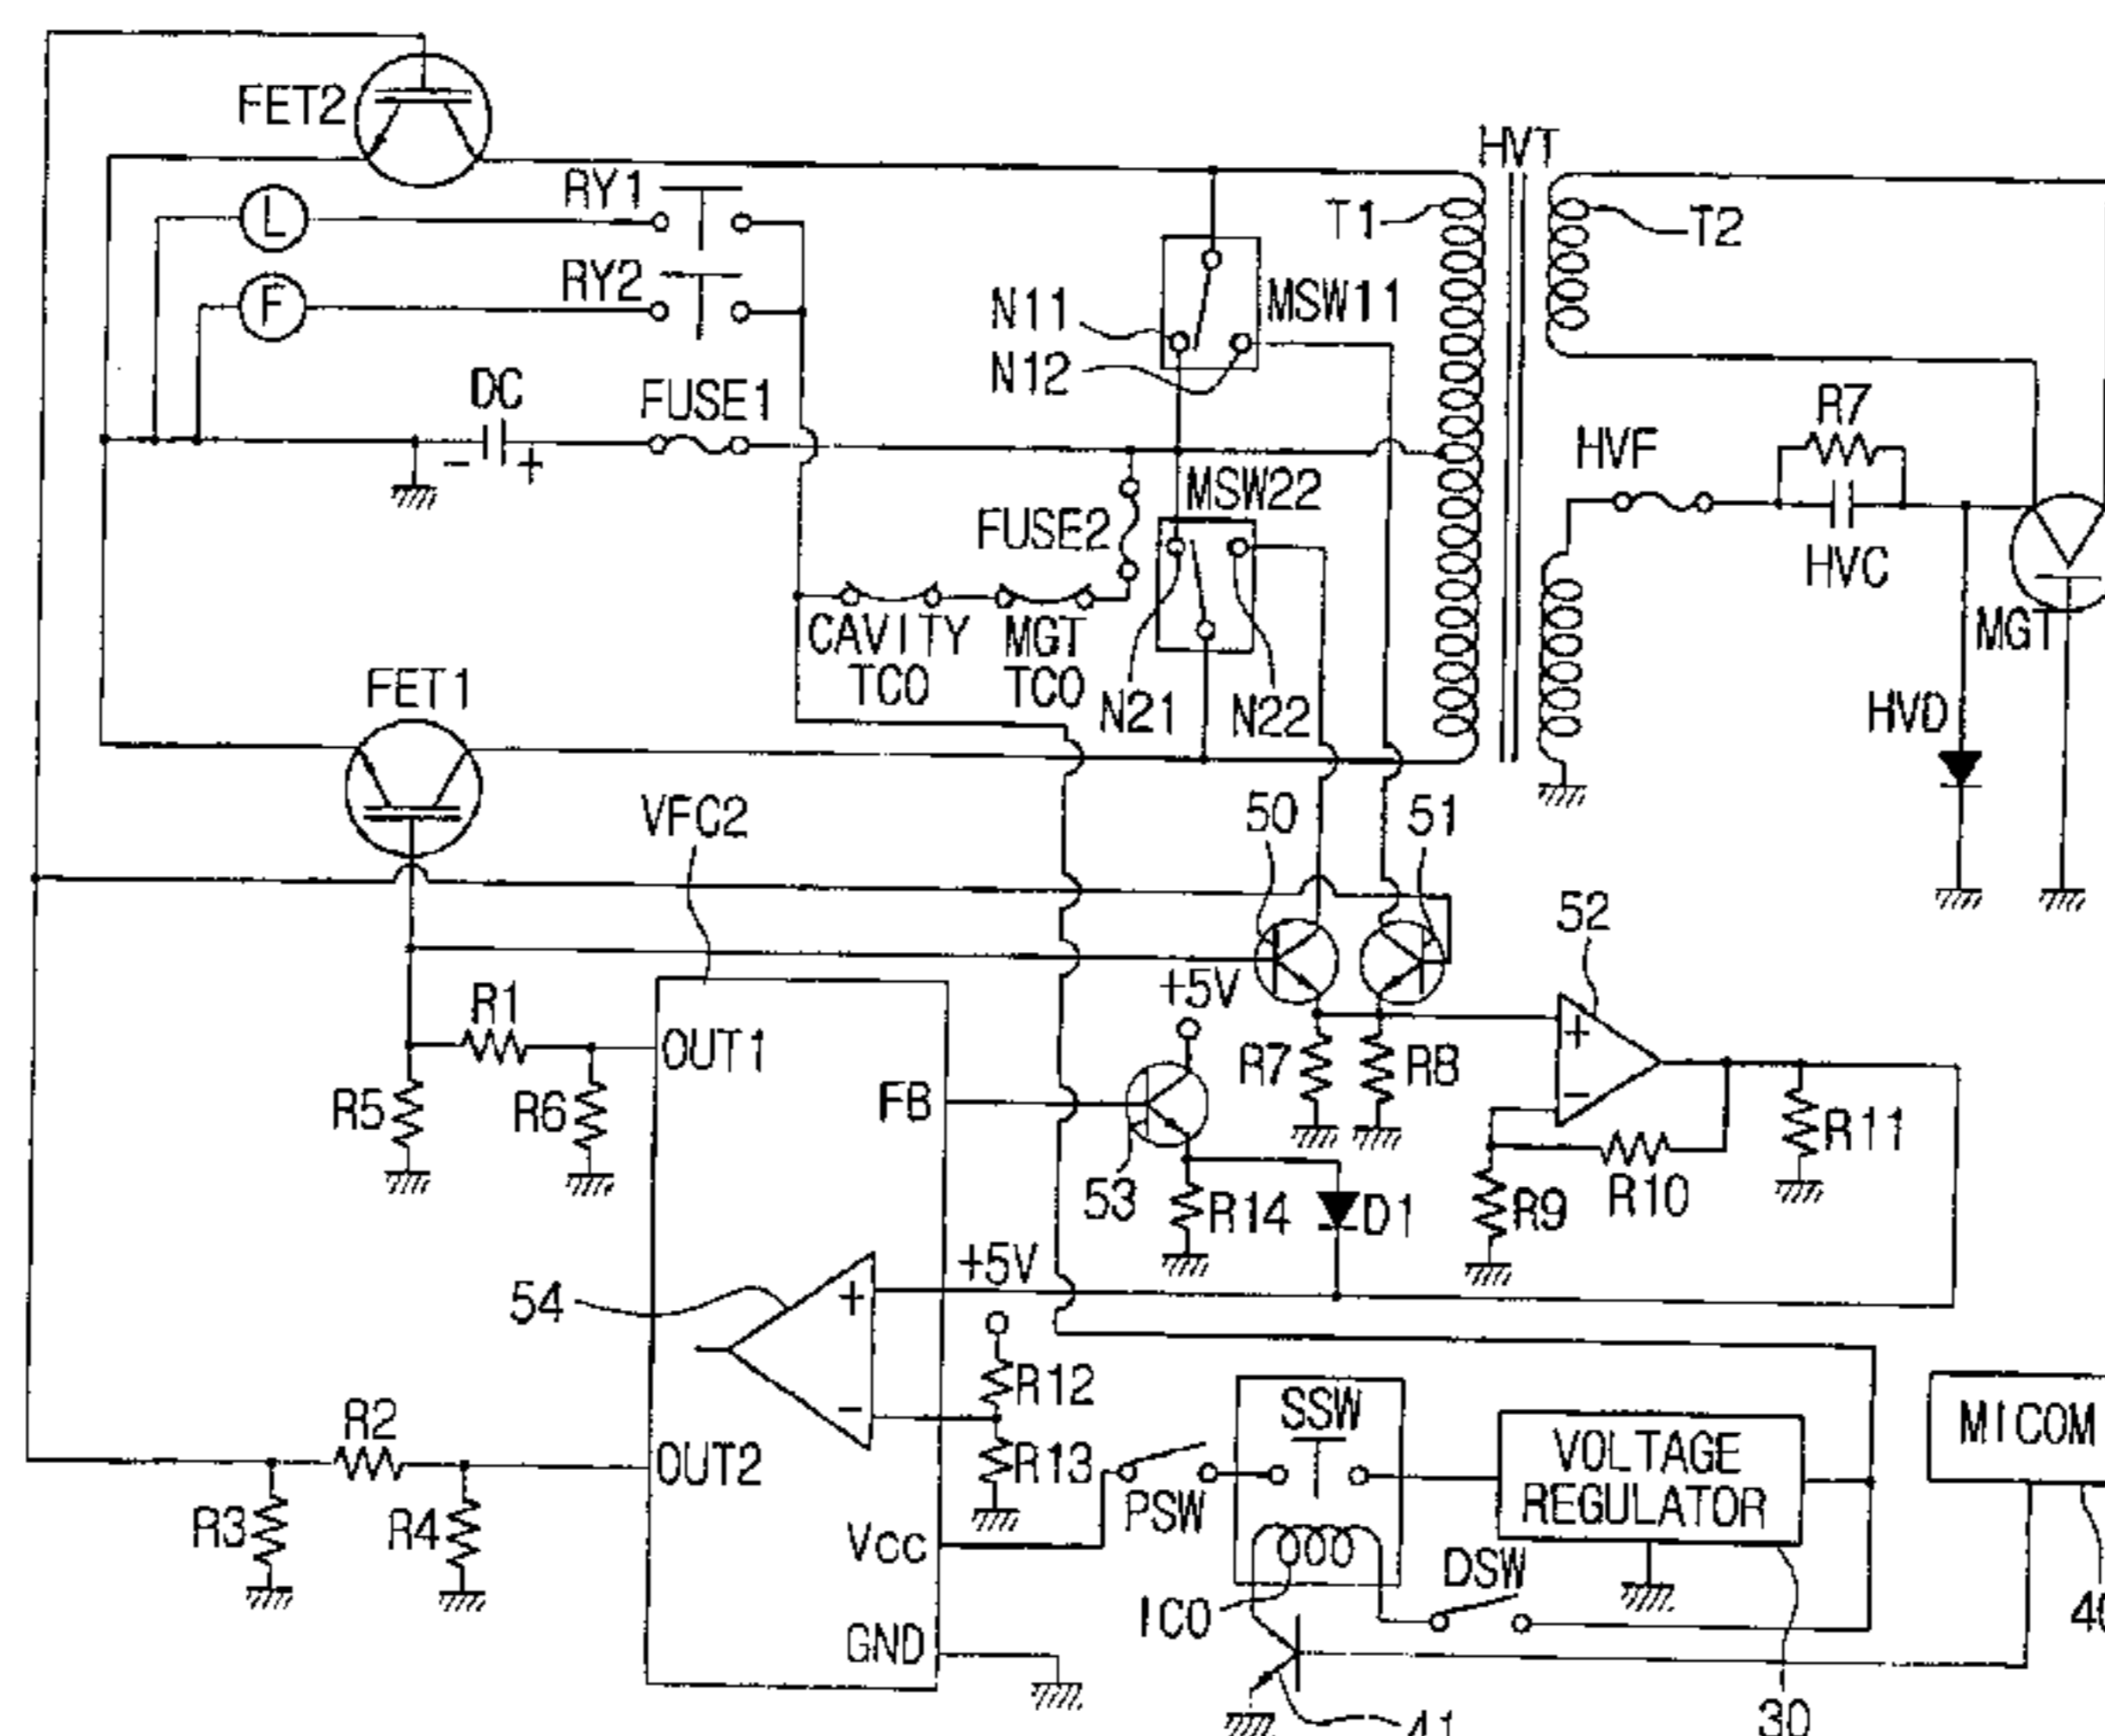 FET2
HVT
RY1
L
T1
T2
RY2
F
MSW11
N11
N12
DC
FUSE1
R7
- +
HVF
MSW22
FUSE2
HVC
CAVITY
TCO
MGT
TCO
MGT
FET1
N21
N22
HVD
VFC2
50
51
52
+5V
R1
OUT1
+
R7
R8
FB
-
R5
R6
R11
53
R14
D1
R9
R10
+5V
54
+
R12
SSW
MICOM
R2
-
VOLTAGE
REGULATOR
OUT2
R13
PSW
R3
R4
Vcc
DSW
ICO
GND
41
30